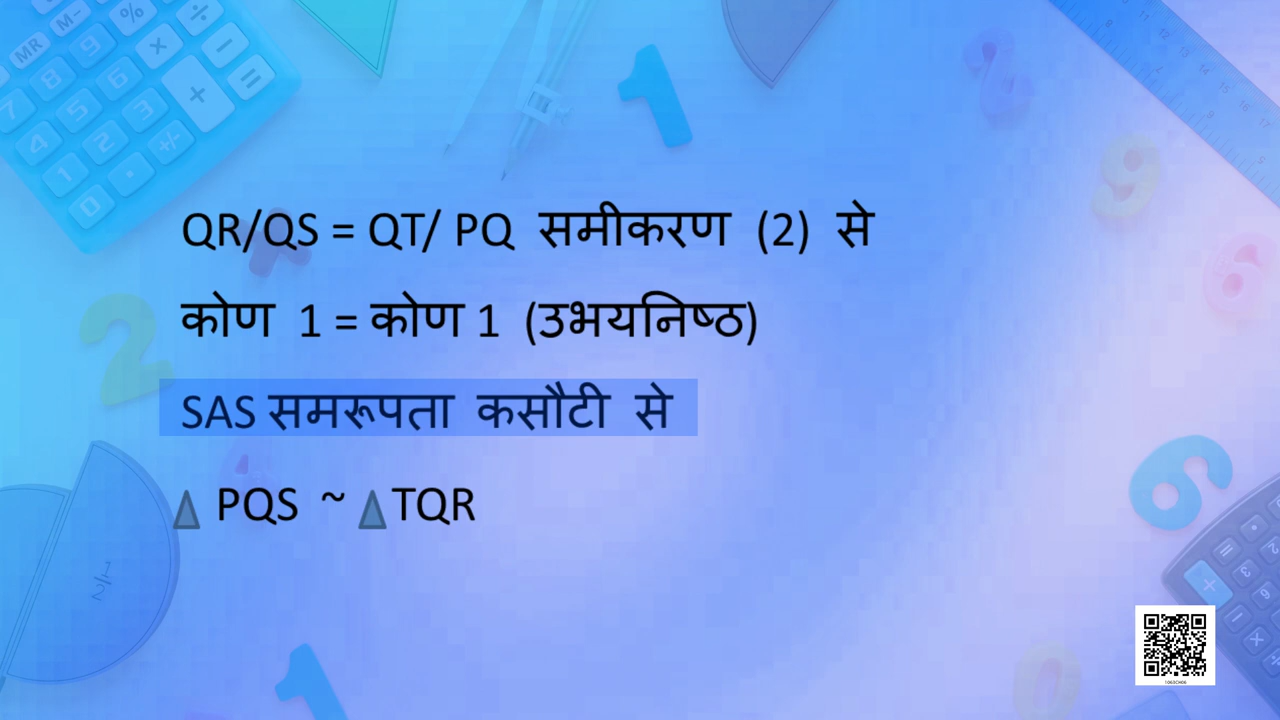 QR/QS = QT/ PQ समीकरण (2) से
कोण 1 = कोण 1 (उभयनिष्ठ)
SAS समरूपता कसौटी से
Δ PQS ~ Δ TQR